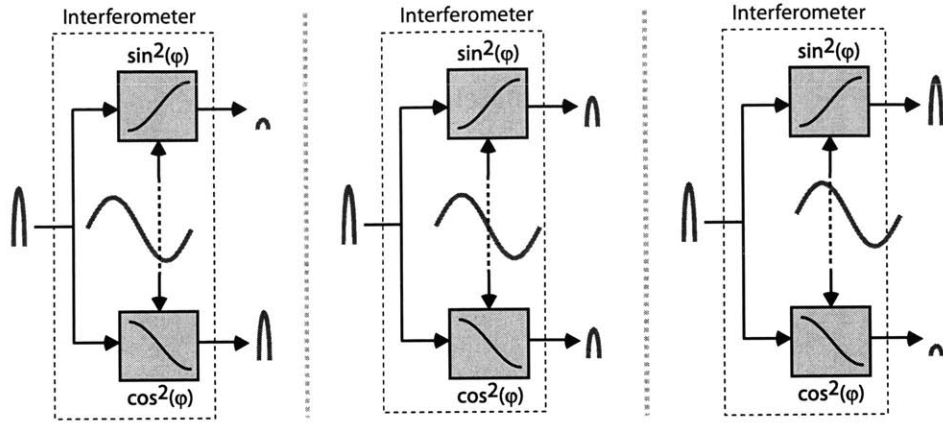 Interferometer
sin²(φ)
cos²(φ)
Interferometer
sin²(φ)
cos²(φ)
Interferometer
sin²(φ)
cos²(φ)